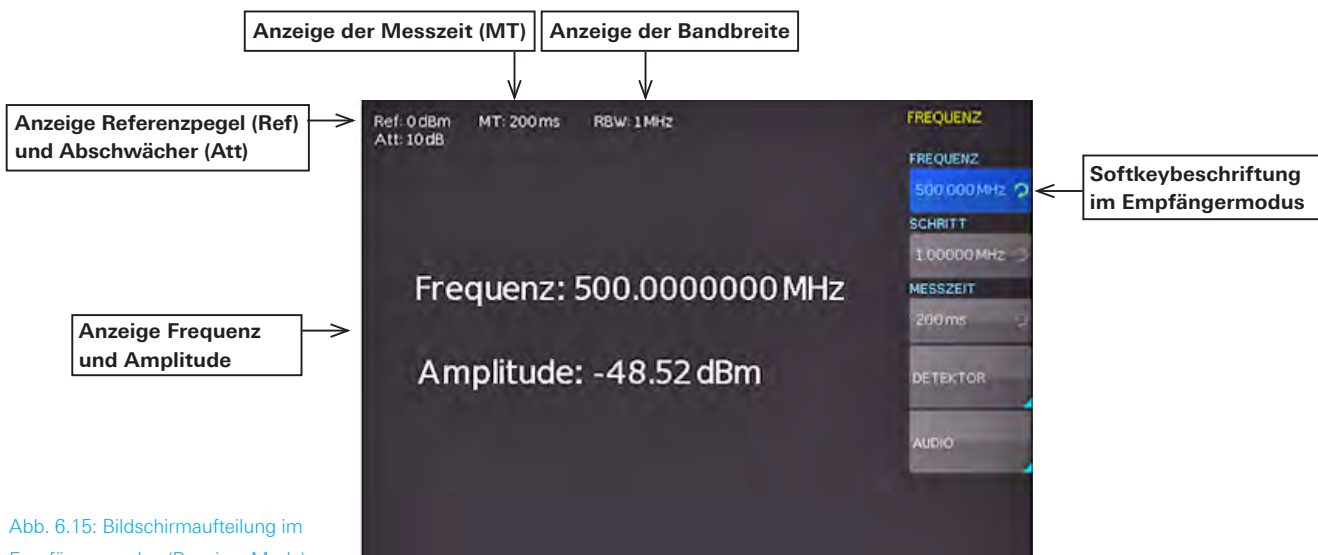 Anzeige der Messzeit (MT)
Anzeige der Bandbreite
Anzeige Referenzpegel (Ref)
und Abschwächer (Att)
Ref: 0 dBm MT: 200 ms RBW: 1 MHz
Att: 10 dB
FREQUENZ
FREQUENZ
500.000 MHz
Softkeybeschriftung
im Empfängermodus
SCHRITT
1.00000 MHz
Frequenz: 500.0000000 MHz
MESSZEIT
200 ms
Anzeige Frequenz
und Amplitude
Amplitude: -48.52 dBm
DETEKTOR
AUDIO
Abb. 6.15: Bildschirmaufteilung im